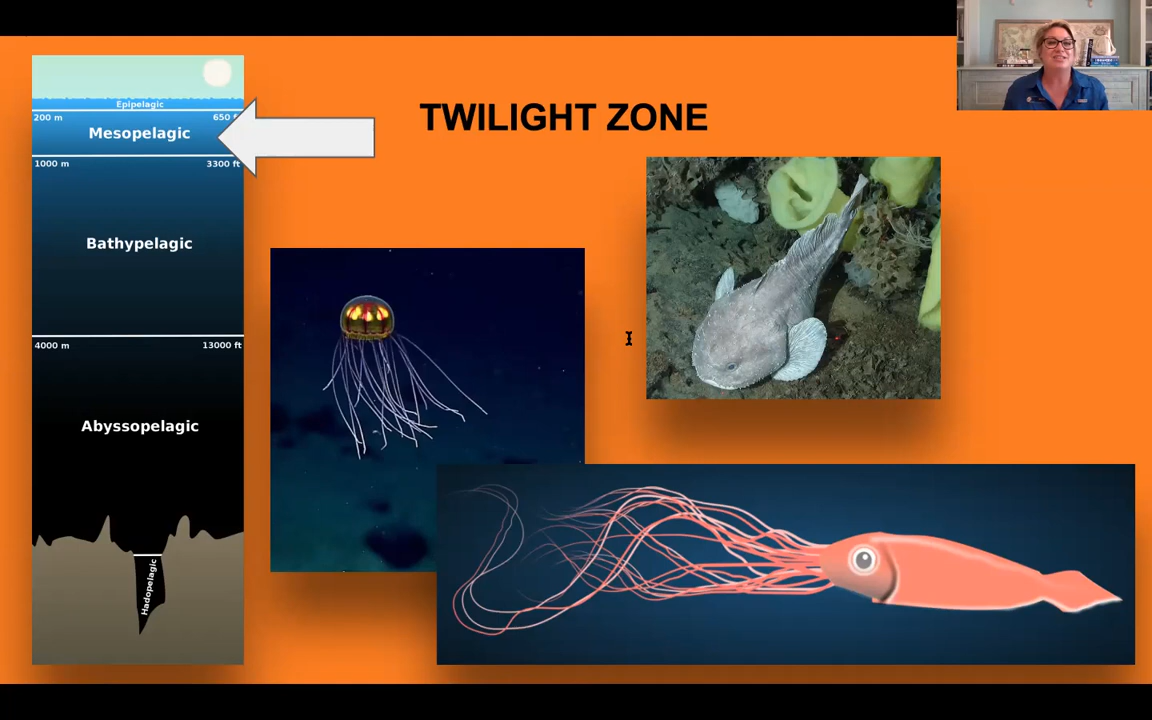 TWILIGHT ZONE
Epipelagic
200 m 650 ft
Mesopelagic
1000 m 3300 ft
Bathypelagic
4000 m 13000 ft
Abyssopelagic
Hadopelagic